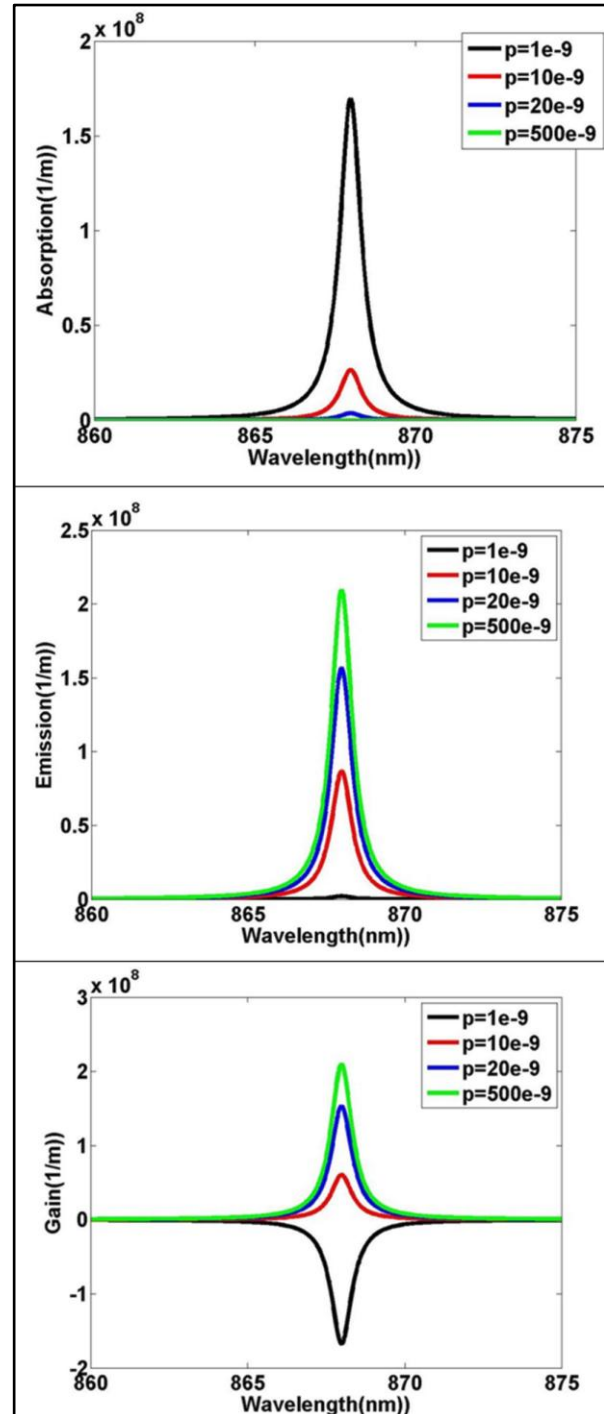 x 10^8
2
1.5
1
0.5
0
Absorption(1/m))
p=1e-9
p=10e-9
p=20e-9
p=500e-9
860 865 870 875
Wavelength(nm))
x 10^8
2.5
2
1.5
1
0.5
0
Emission(1/m))
p=1e-9
p=10e-9
p=20e-9
p=500e-9
860 865 870 875
Wavelength(nm))
x 10^8
3
2
1
0
-1
-2
Gain(1/m))
p=1e-9
p=10e-9
p=20e-9
p=500e-9
860 865 870 875
Wavelength(nm))